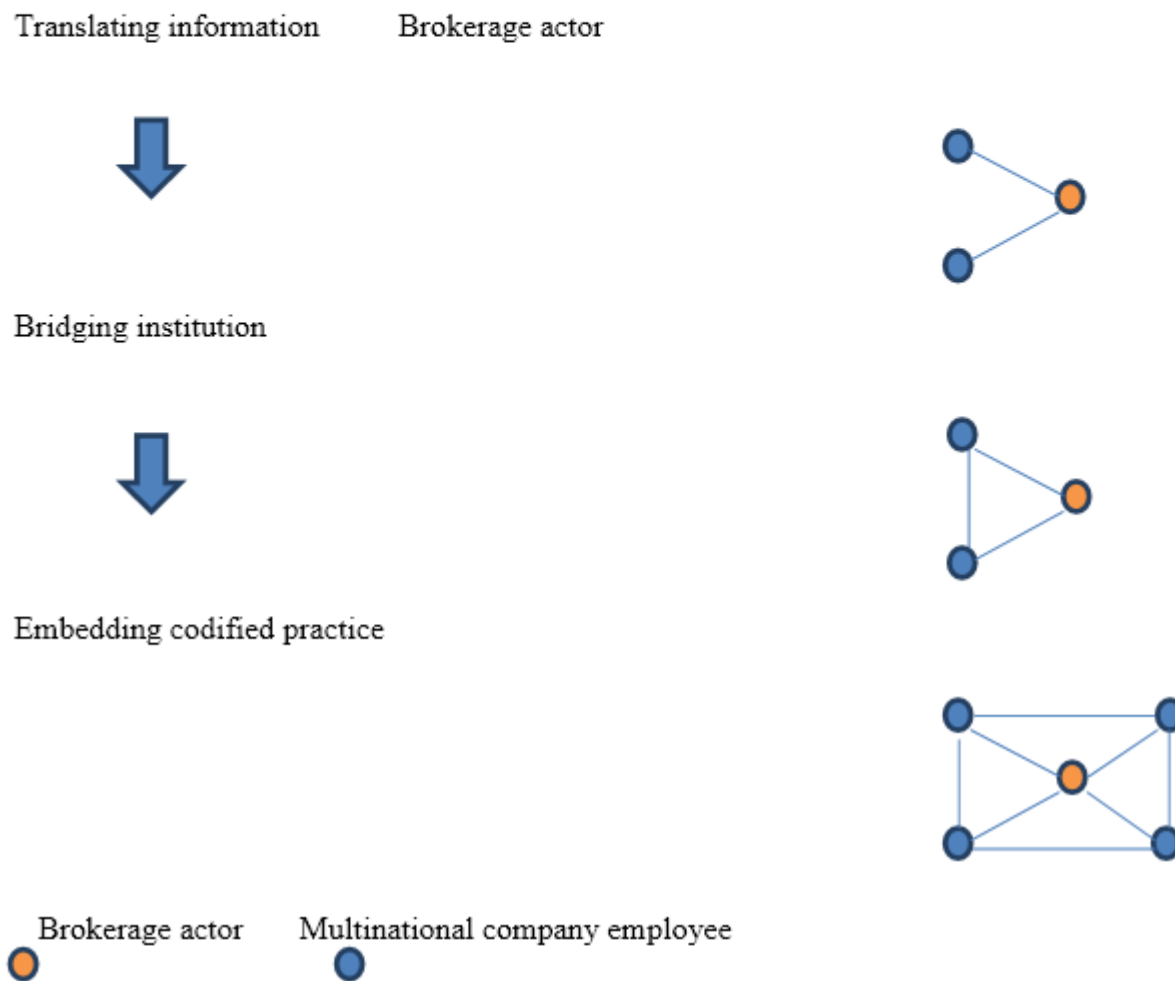 Translating information Brokerage actor
Bridging institution
Embedding codified practice
Brokerage actor Multinational company employee